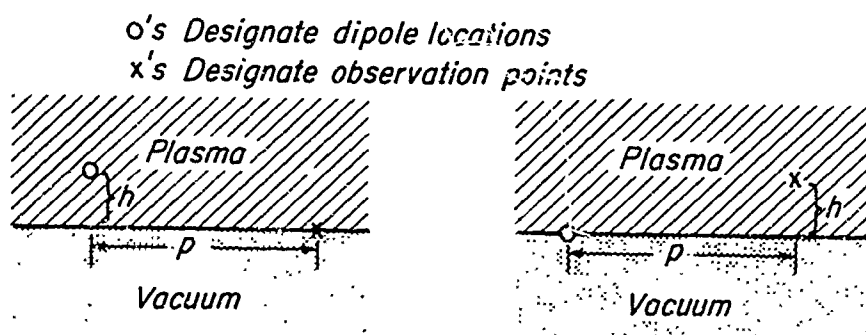 o's Designate dipole locations
x's Designate observation points
Plasma
h
p
Vacuum
Plasma
h
p
Vacuum